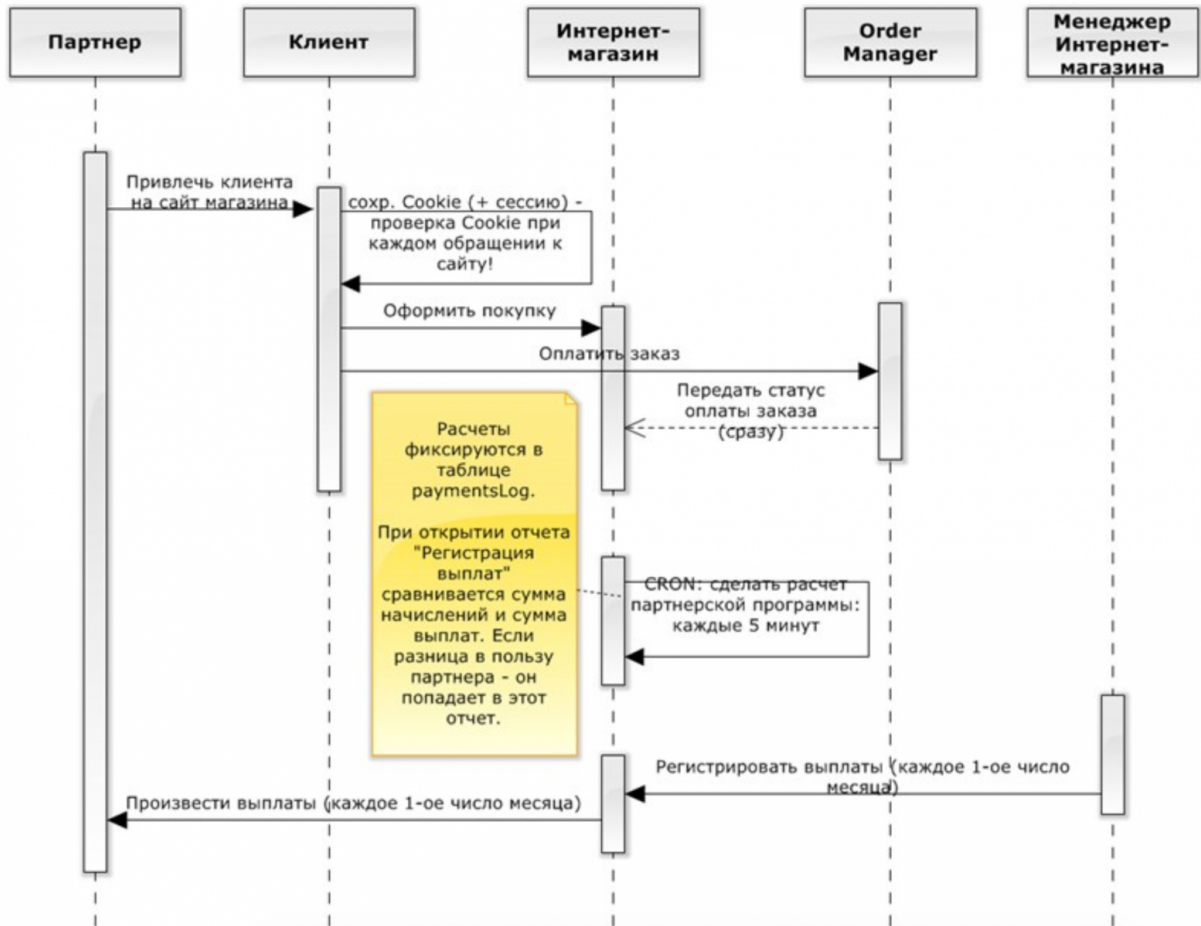 Партнер
Клиент
Интернет-
магазин
Order
Manager
Менеджер
Интернет-
магазина
Привлечь клиента
на сайт магазина
сохр. Cookie (+ сессию) -
проверка Cookie при
каждом обращении к
сайту!
Оформить покупку
Оплатить заказ
Передать статус
оплаты заказа
(сразу)
Расчеты
фиксируются в
таблице
paymentsLog.
При открытии отчета
"Регистрация
выплат"
сравнивается сумма
начислений и сумма
выплат. Если
разница в пользу
партнера - он
попадает в этот
отчет.
CRON: сделать расчет
партнерской программы:
каждые 5 минут
Регистрировать выплаты (каждое 1-ое число
месяца)
Произвести выплаты (каждое 1-ое число месяца)